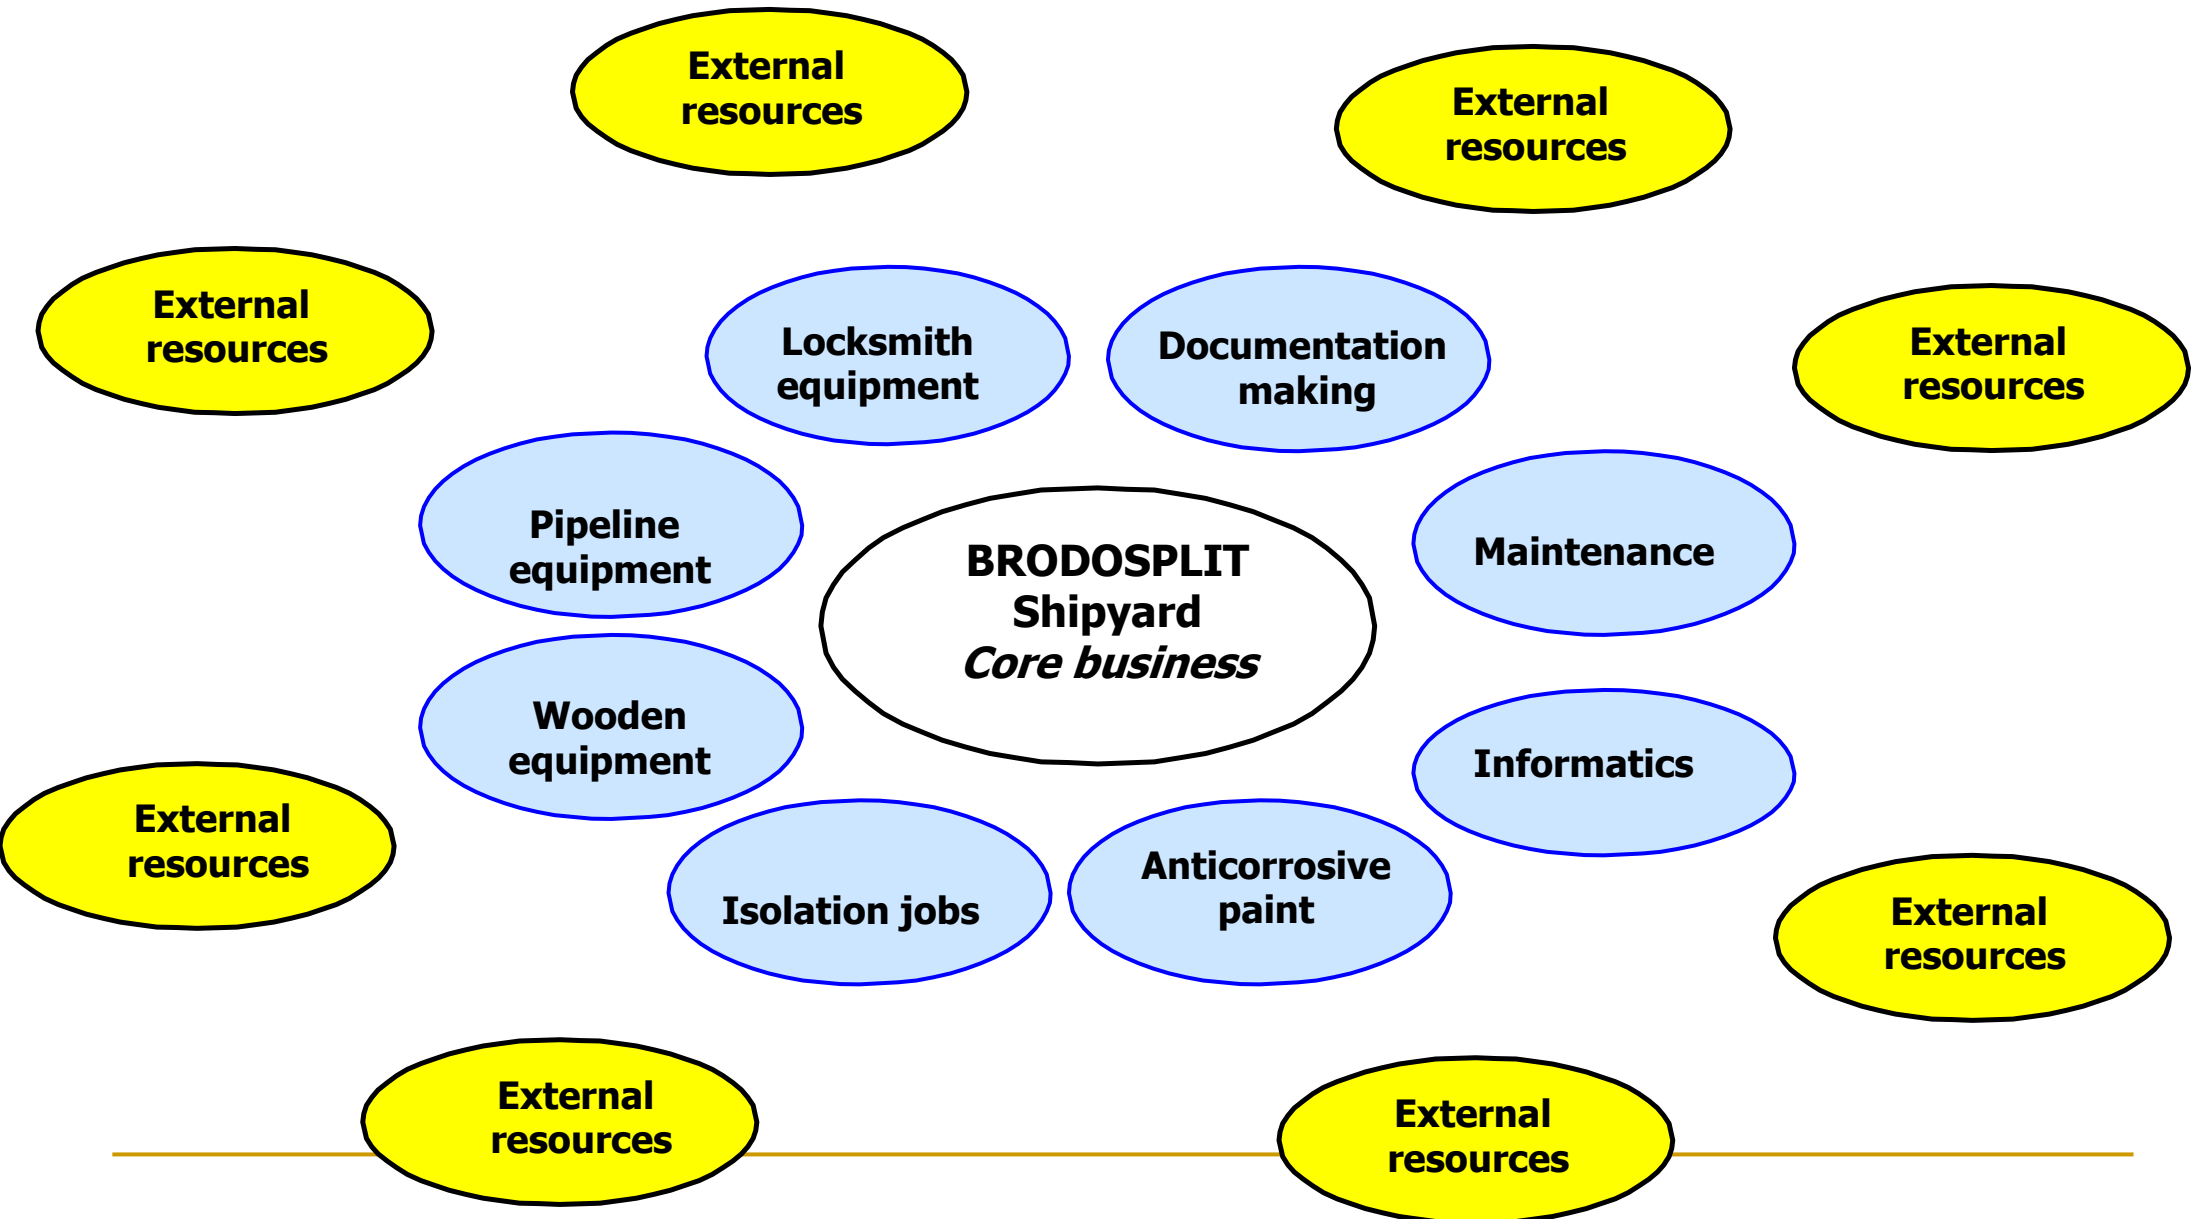 External
resources
External
resources
External
resources
External
resources
Locksmith
equipment
Documentation
making
Pipeline
equipment
Maintenance
BRODOSPLIT
Shipyard
Core business
Wooden
equipment
Informatics
External
resources
Isolation jobs
Anticorrosive
paint
External
resources
External
resources
External
resources